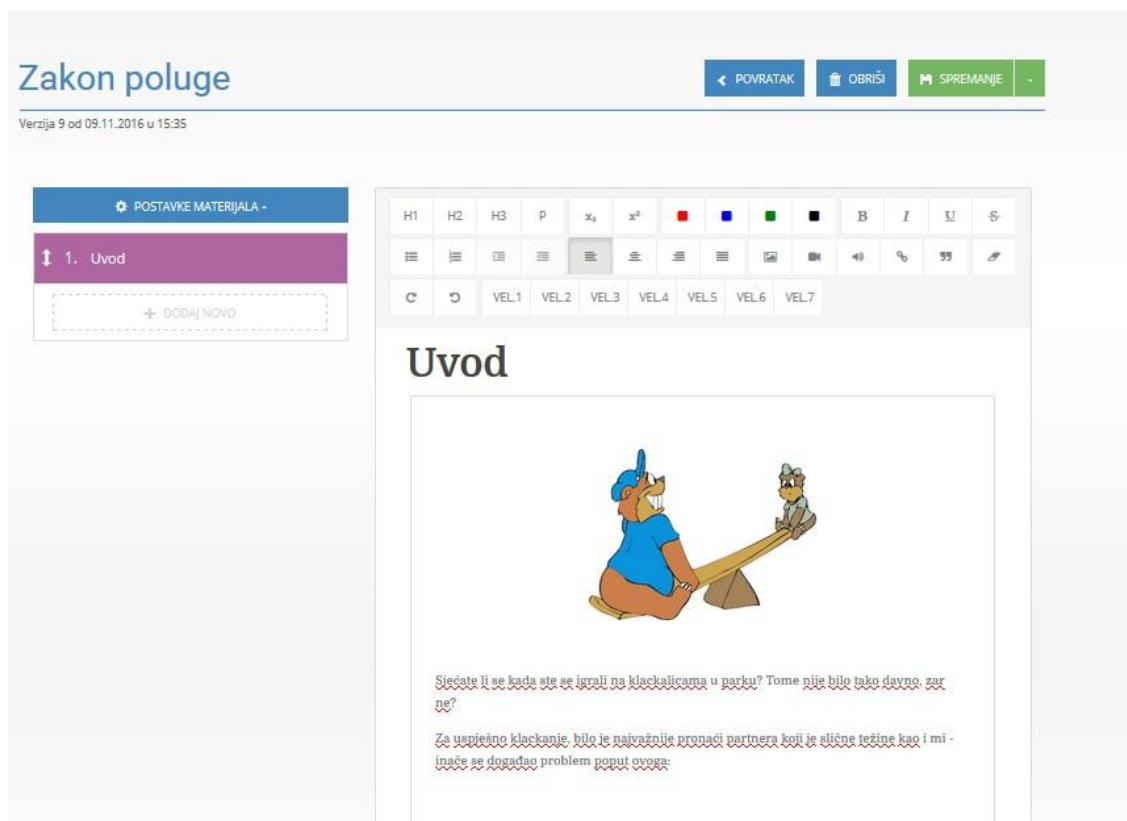 Zakon poluge
POVRATAK
OBRIŠI
SPREMANJE
Verzija 9 od 09.11.2016 u 15:35
POSTAVKE MATERIJALA
1. Uvod
+ DODAJ NOVO
H1 H2 H3 P x₂ x² B I U S
VEL.1 VEL.2 VEL.3 VEL.4 VEL.5 VEL.6 VEL.7
Uvod
Sjećate li se kada ste se igrali na klackalicama u parku? Tome nije bilo tako davno, zar
ne?
Za uspješno klackanje, bilo je najvažnije pronaći partnera koji je slične težine kao i mi -
inače se događao problem poput ovoga: